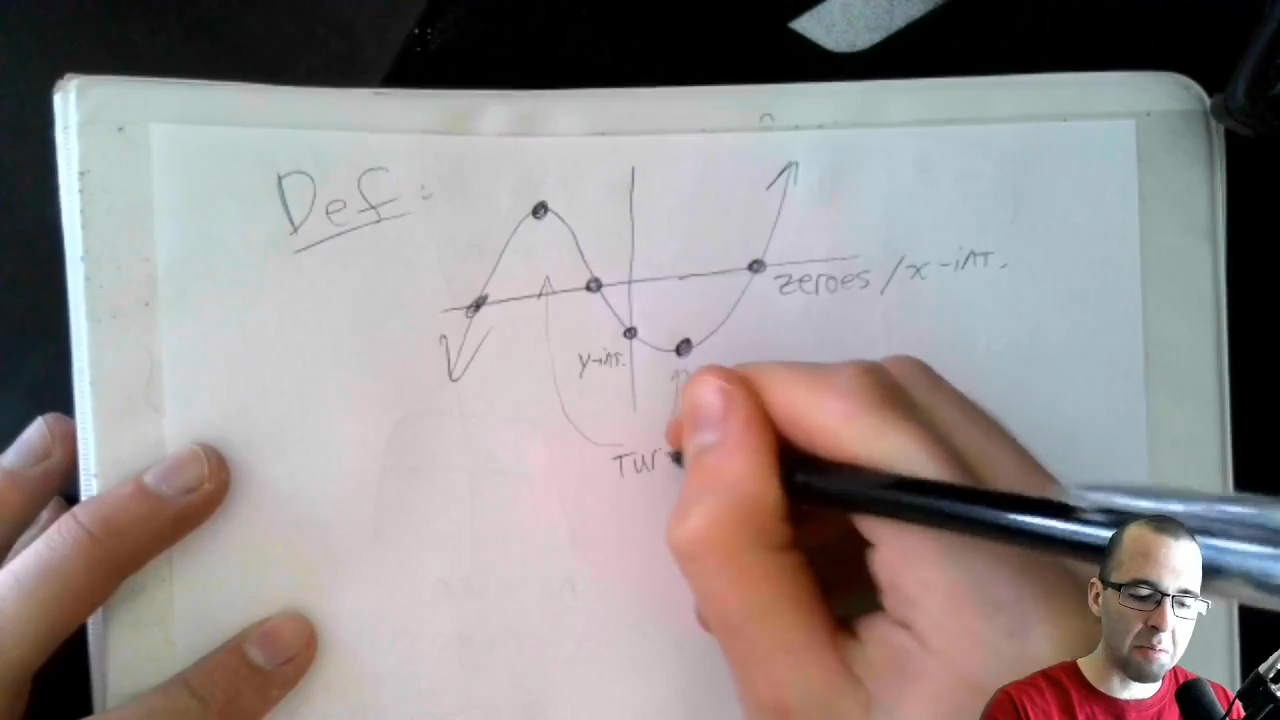 Def:
zeroes / x-int.
y-int.
Tur